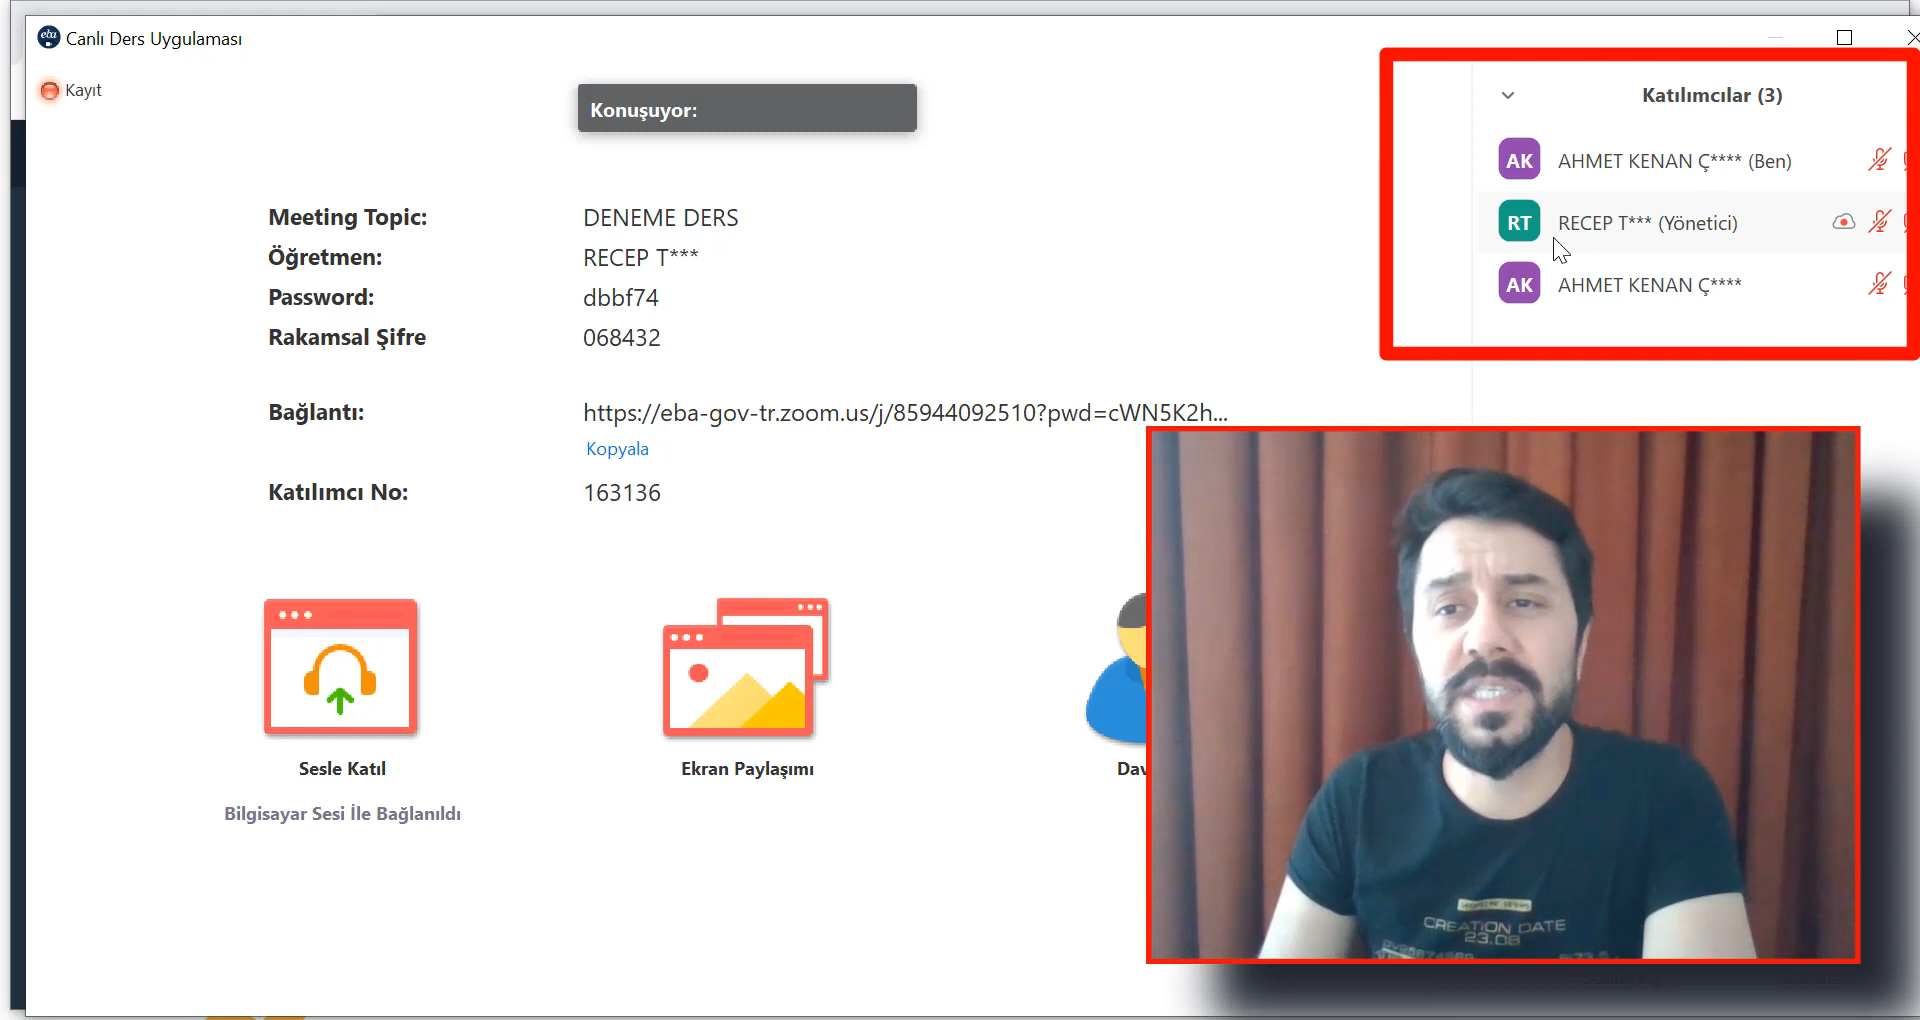 eba Canlı Ders Uygulaması
Kayıt
Konuşuyor:
Katılımcılar (3)
AK AHMET KENAN Ç**** (Ben)
RT RECEP T*** (Yönetici)
AK AHMET KENAN Ç****
Meeting Topic: DENEME DERS
Öğretmen: RECEP T***
Password: dbbf74
Rakamsal Şifre 068432
Bağlantı: https://eba-gov-tr.zoom.us/j/85944092510?pwd=cWN5K2h...
Kopyala
Katılımcı No: 163136
Sesle Katıl
Ekran Paylaşımı
Dav
Bilgisayar Sesi İle Bağlanıldı
CREATION DATE
23.08